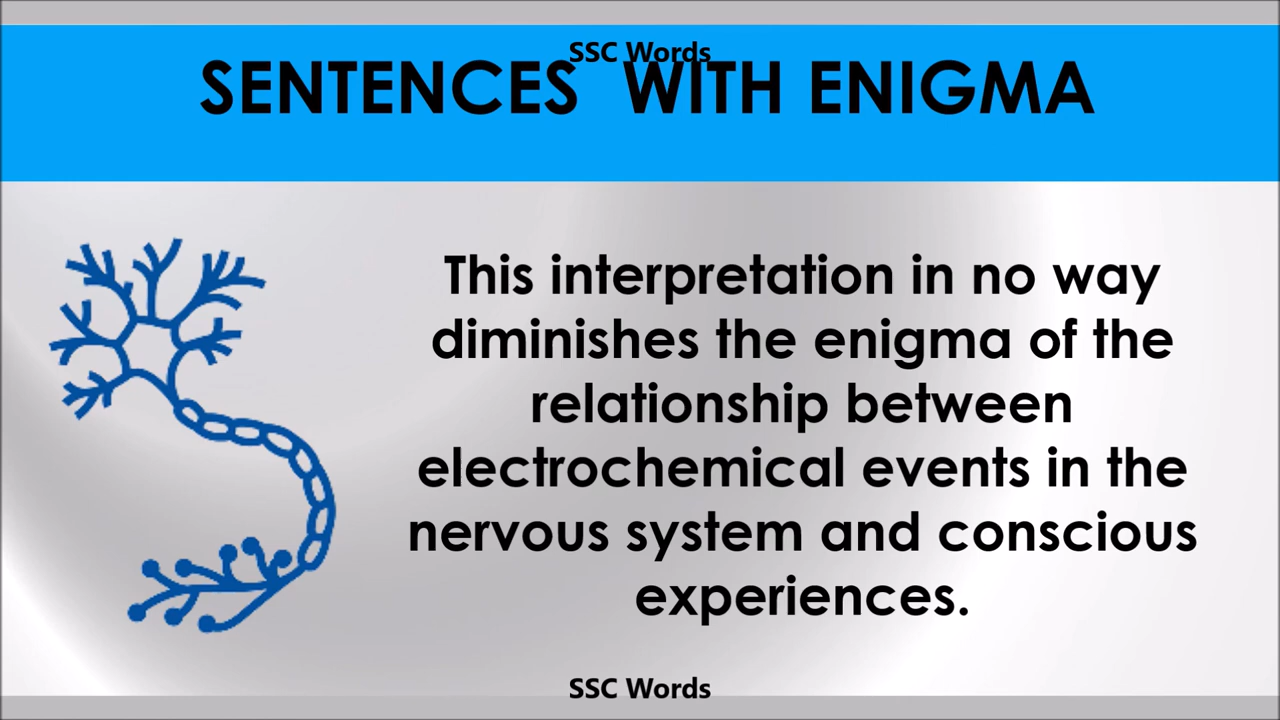 SSC Words
SENTENCES WITH ENIGMA
This interpretation in no way
diminishes the enigma of the
relationship between
electrochemical events in the
nervous system and conscious
experiences.
SSC Words